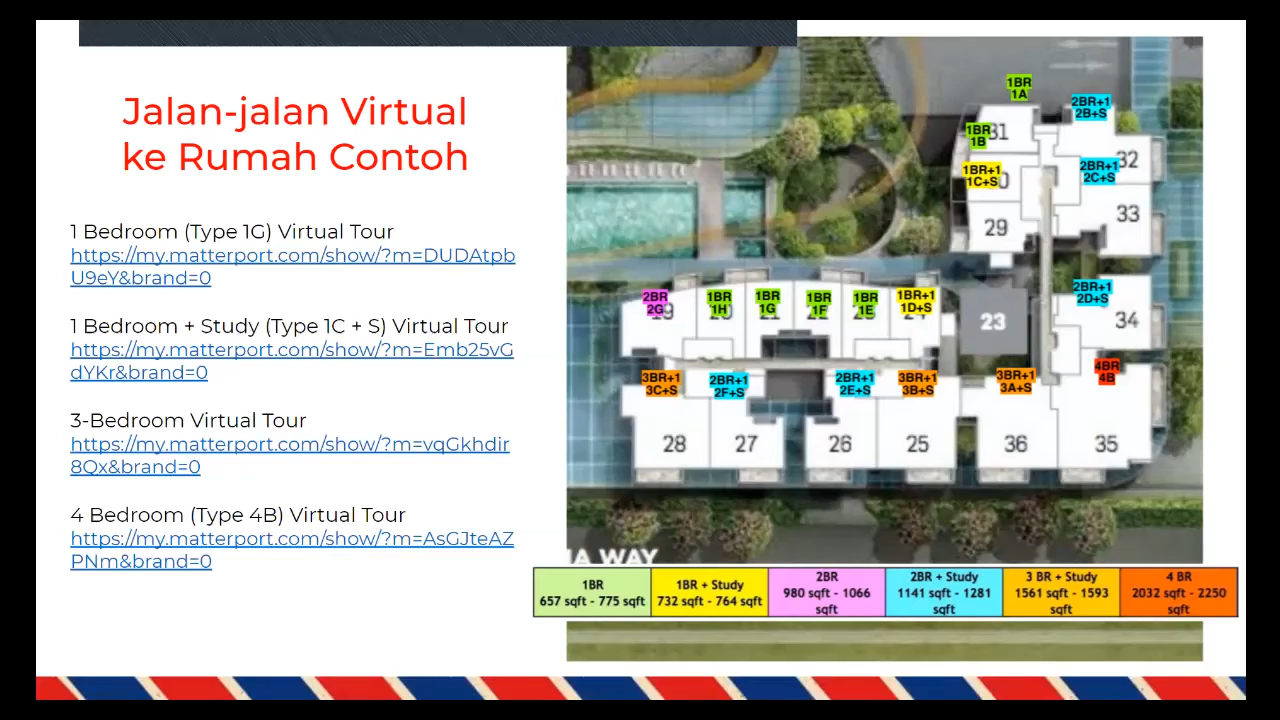 Jalan-jalan Virtual
ke Rumah Contoh
1 Bedroom (Type 1G) Virtual Tour
https://my.matterport.com/show/?m=DUDAtpb
U9eY&brand=0
1 Bedroom + Study (Type 1C + S) Virtual Tour
https://my.matterport.com/show/?m=Emb25vG
dYKr&brand=0
3-Bedroom Virtual Tour
https://my.matterport.com/show/?m=vqGkhdir
8Qx&brand=0
4 Bedroom (Type 4B) Virtual Tour
https://my.matterport.com/show/?m=AsGJteAZ
PNm&brand=0
1BR
1A
2BR+1
2B+S
1BR
1B
31
32
1BR+1
1C+S
2BR+1
2C+S
29
33
2BR+1
2D+S
34
2BR
2G
1BR
1H
1BR
1G
1BR
1F
1BR
1E
1BR+1
1D+S
23
3BR+1
3C+S
2BR+1
2F+S
2BR+1
2E+S
3BR+1
3B+S
3BR+1
3A+S
4BR
4B
28
27
26
25
36
35
WAY
1BR
657 sqft - 775 sqft
1BR + Study
732 sqft - 764 sqft
2BR
980 sqft - 1066
sqft
2BR + Study
1141 sqft - 1281
sqft
3 BR + Study
1561 sqft - 1593
sqft
4 BR
2032 sqft - 2250
sqft